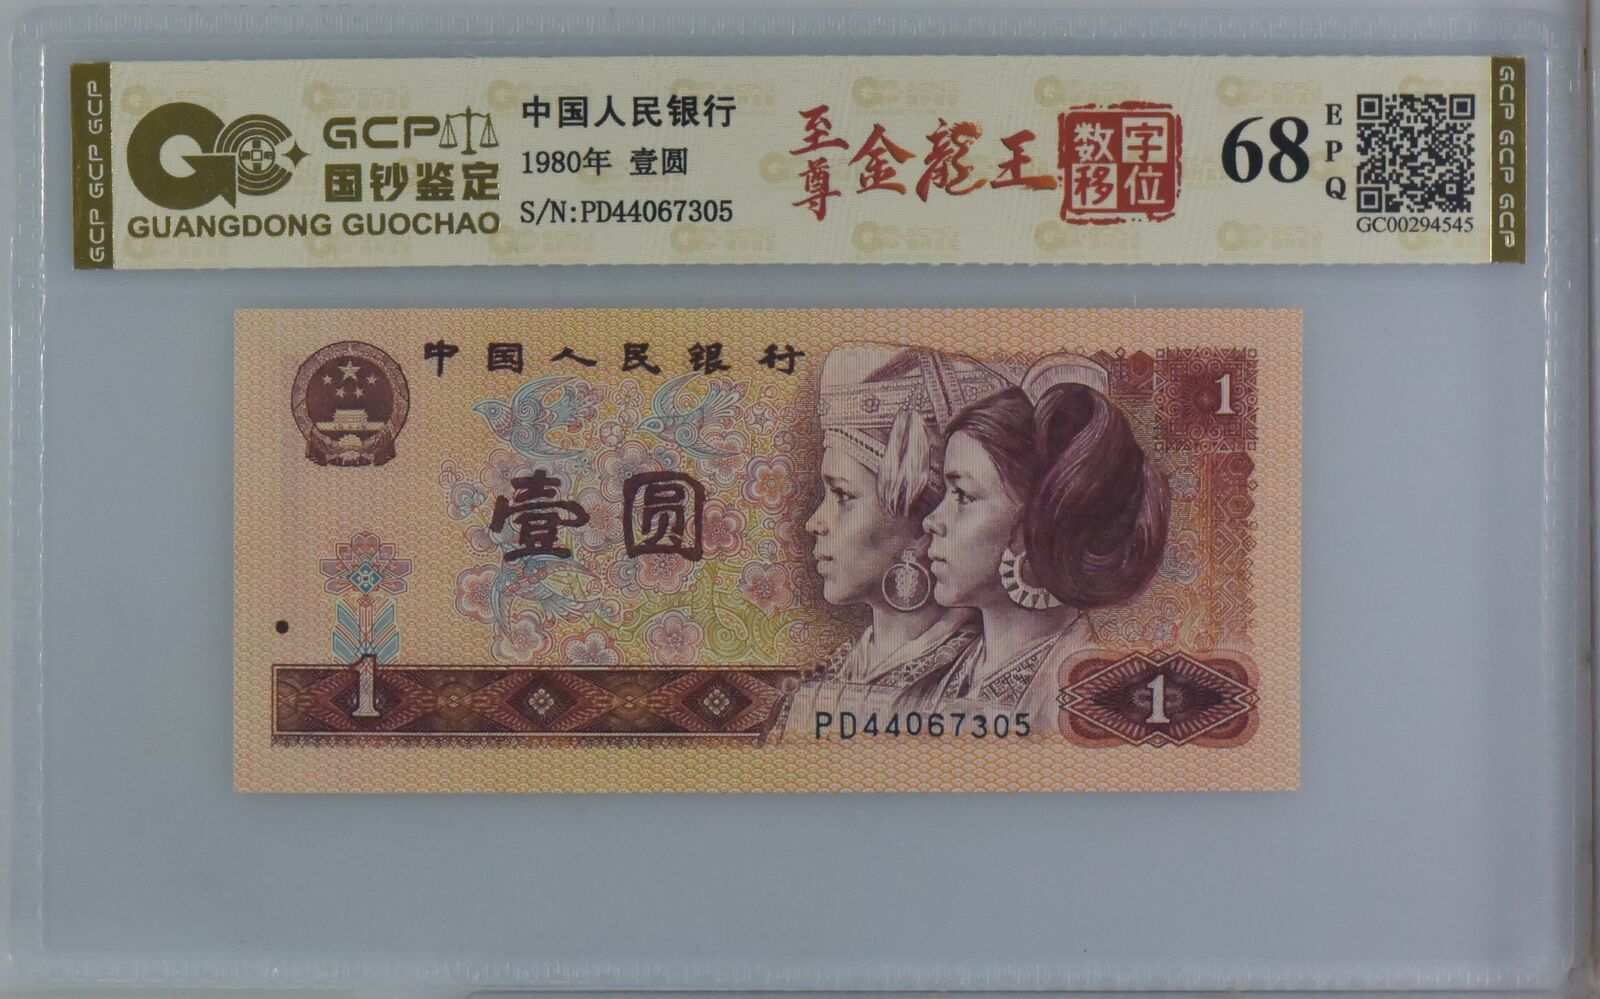 GCP GCP GCP
GCP
国钞鉴定
GUANGDONG GUOCHAO
中国人民银行
1980年 壹圆
S/N:PD44067305
至尊
金龍王
数字
移位
68
EPQ
GC00294545
GCP GCP GCP
中国人民银行
1
壹圆
1
PD44067305
1